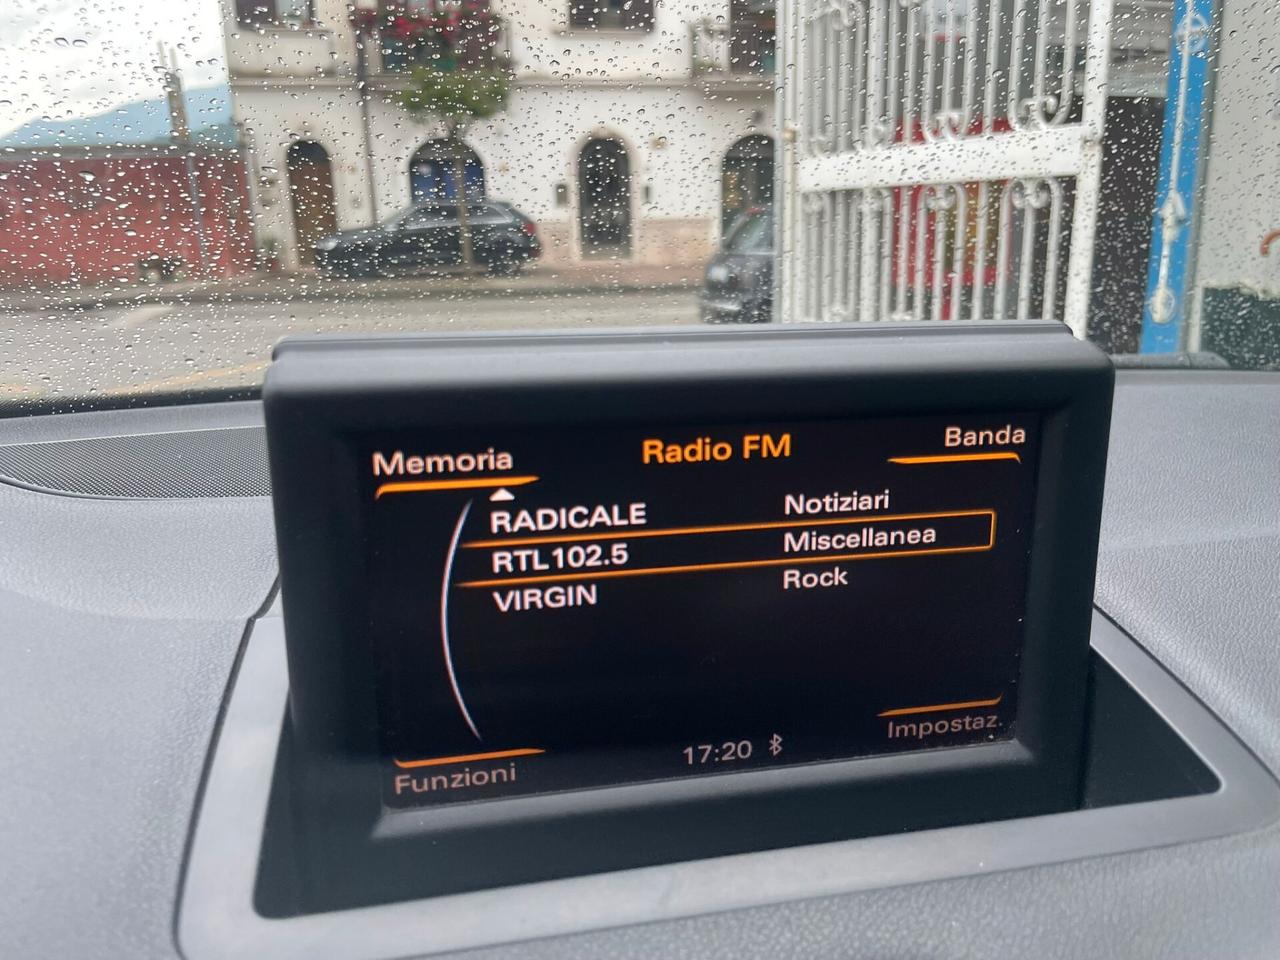 Memoria
Radio FM
Banda
RADICALE Notiziari
RTL102.5 Miscellanea
VIRGIN Rock
Funzioni
17:20
Impostaz.